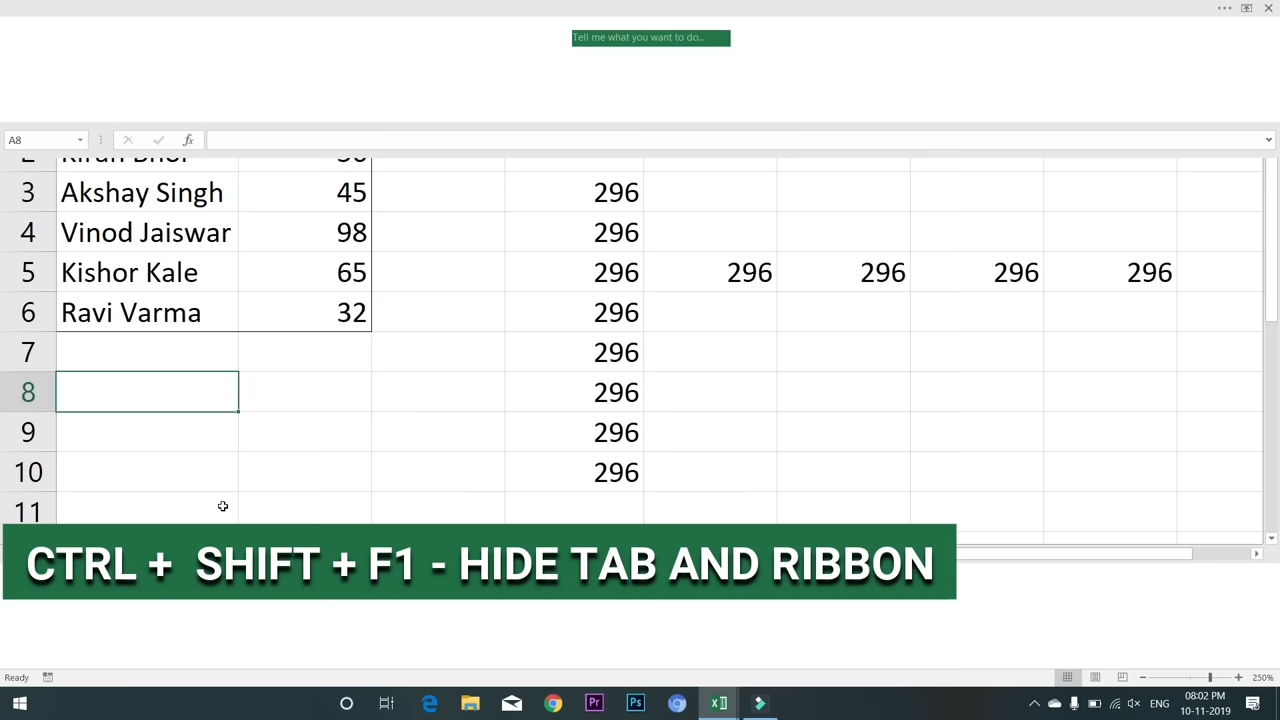 Tell me what you want to do...
A8
fx
3 Akshay Singh 45 296
4 Vinod Jaiswar 98 296
5 Kishor Kale 65 296 296 296 296 296
6 Ravi Varma 32 296
7 296
8 296
9 296
10 296
11
CTRL + SHIFT + F1 - HIDE TAB AND RIBBON
Ready
250%
ENG
08:02 PM
10-11-2019